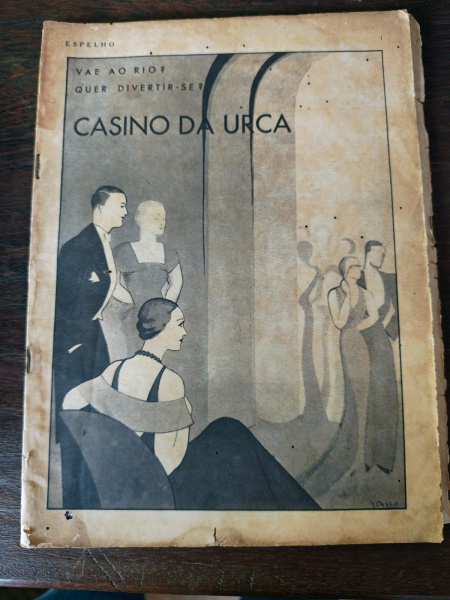 ESPELHO
VAE AO RIO?
QUER DIVERTIR-SE?
CASINO DA URCA